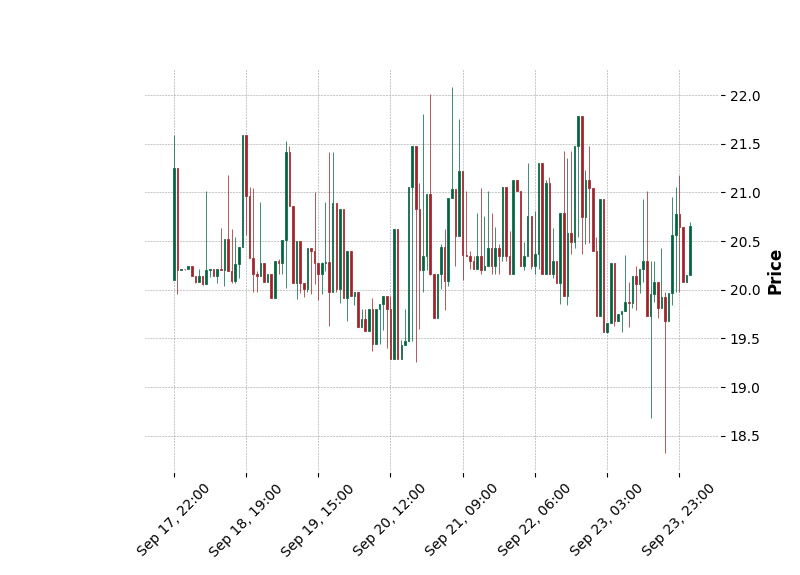 22.0
21.5
21.0
20.5
20.0
19.5
19.0
18.5
Price
Sep 17, 22:00
Sep 18, 19:00
Sep 19, 15:00
Sep 20, 12:00
Sep 21, 09:00
Sep 22, 06:00
Sep 23, 03:00
Sep 23, 23:00